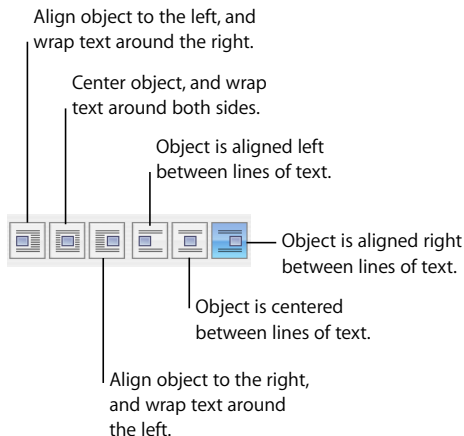 Align object to the left, and
wrap text around the right.
Center object, and wrap
text around both sides.
Object is aligned left
between lines of text.
Object is aligned right
between lines of text.
Object is centered
between lines of text.
Align object to the right,
and wrap text around
the left.